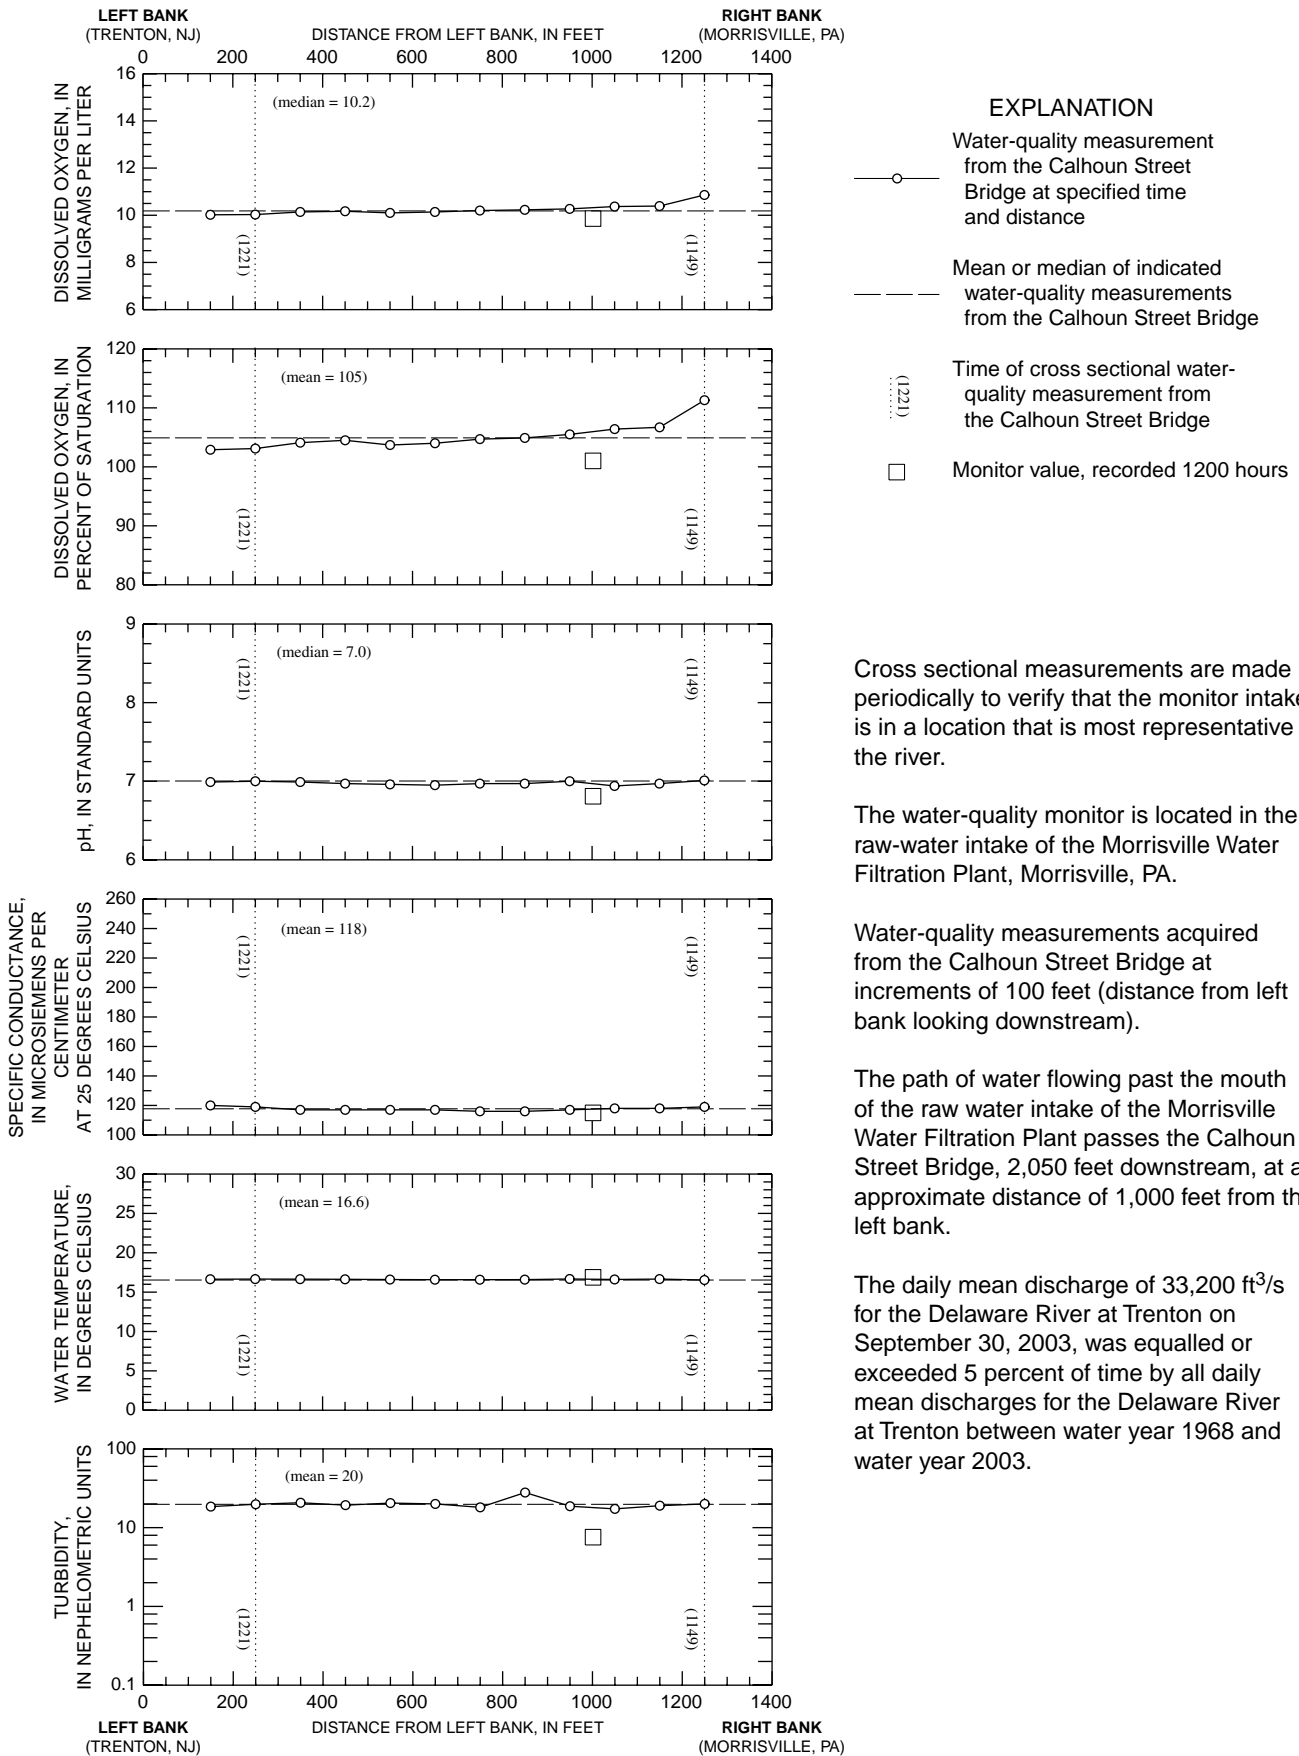 LEFT BANK
(TRENTON, NJ)
DISTANCE FROM LEFT BANK, IN FEET
RIGHT BANK
(MORRISVILLE, PA)
0 200 400 600 800 1000 1200 1400
DISSOLVED OXYGEN, IN
MILLIGRAMS PER LITER
16
14
12
10
8
6
(median = 10.2)
(1221)
(1149)
DISSOLVED OXYGEN, IN
PERCENT OF SATURATION
120
110
100
90
80
(mean = 105)
(1221)
(1149)
pH, IN STANDARD UNITS
9
8
7
6
(median = 7.0)
(1221)
(1149)
SPECIFIC CONDUCTANCE,
IN MICROSIEMENS PER
CENTIMETER
AT 25 DEGREES CELSIUS
260
240
220
200
180
160
140
120
100
(mean = 118)
(1221)
(1149)
WATER TEMPERATURE,
IN DEGREES CELSIUS
30
25
20
15
10
5
0
(mean = 16.6)
(1221)
(1149)
TURBIDITY,
IN NEPHELOMETRIC UNITS
100
10
1
0.1
(mean = 20)
(1221)
(1149)
0 200 400 600 800 1000 1200 1400
LEFT BANK
(TRENTON, NJ)
DISTANCE FROM LEFT BANK, IN FEET
RIGHT BANK
(MORRISVILLE, PA)
EXPLANATION
Water-quality measurement
from the Calhoun Street
Bridge at specified time
and distance
Mean or median of indicated
water-quality measurements
from the Calhoun Street Bridge
(1221)
Time of cross sectional water-
quality measurement from
the Calhoun Street Bridge
Monitor value, recorded 1200 hours
Cross sectional measurements are made
periodically to verify that the monitor intake
is in a location that is most representative
the river.
The water-quality monitor is located in the
raw-water intake of the Morrisville Water
Filtration Plant, Morrisville, PA.
Water-quality measurements acquired
from the Calhoun Street Bridge at
increments of 100 feet (distance from left
bank looking downstream).
The path of water flowing past the mouth
of the raw water intake of the Morrisville
Water Filtration Plant passes the Calhoun
Street Bridge, 2,050 feet downstream, at a
approximate distance of 1,000 feet from th
left bank.
The daily mean discharge of 33,200 ft³/s
for the Delaware River at Trenton on
September 30, 2003, was equalled or
exceeded 5 percent of time by all daily
mean discharges for the Delaware River
at Trenton between water year 1968 and
water year 2003.